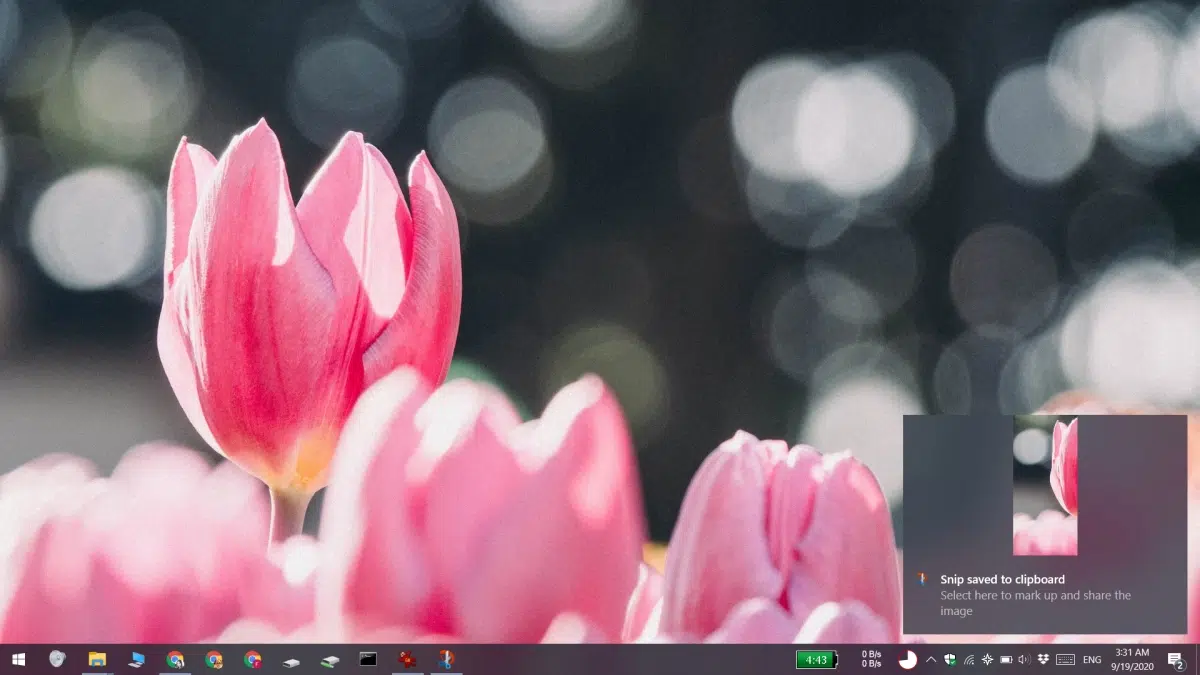 Snip saved to clipboard
Select here to mark up and share the
image
4:43
0 B/s
0 B/s
ENG
3:31 AM
9/19/2020
2